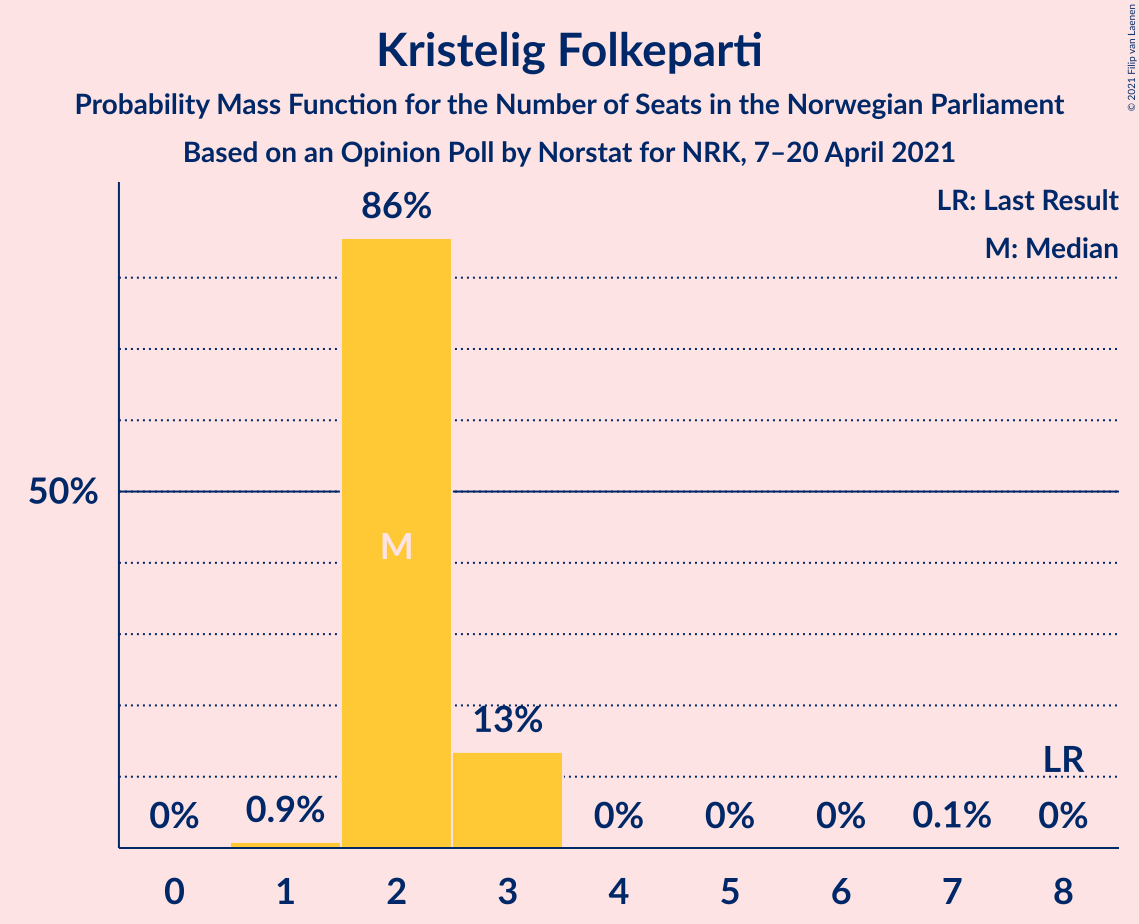 Kristelig Folkeparti
Probability Mass Function for the Number of Seats in the Norwegian Parliament
Based on an Opinion Poll by Norstat for NRK, 7–20 April 2021
© 2021 Filip van Laenen
LR: Last Result
M: Median
86%
50%
M
13%
LR
0% 0.9% 0% 0% 0% 0.1% 0%
0 1 2 3 4 5 6 7 8